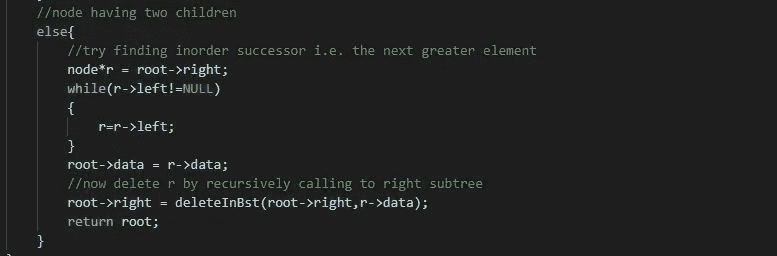 //node having two children
else{
//try finding inorder successor i.e. the next greater element
node*r = root->right;
while(r->left!=NULL)
{
r=r->left;
}
root->data = r->data;
//now delete r by recursively calling to right subtree
root->right = deleteInBst(root->right,r->data);
return root;
}